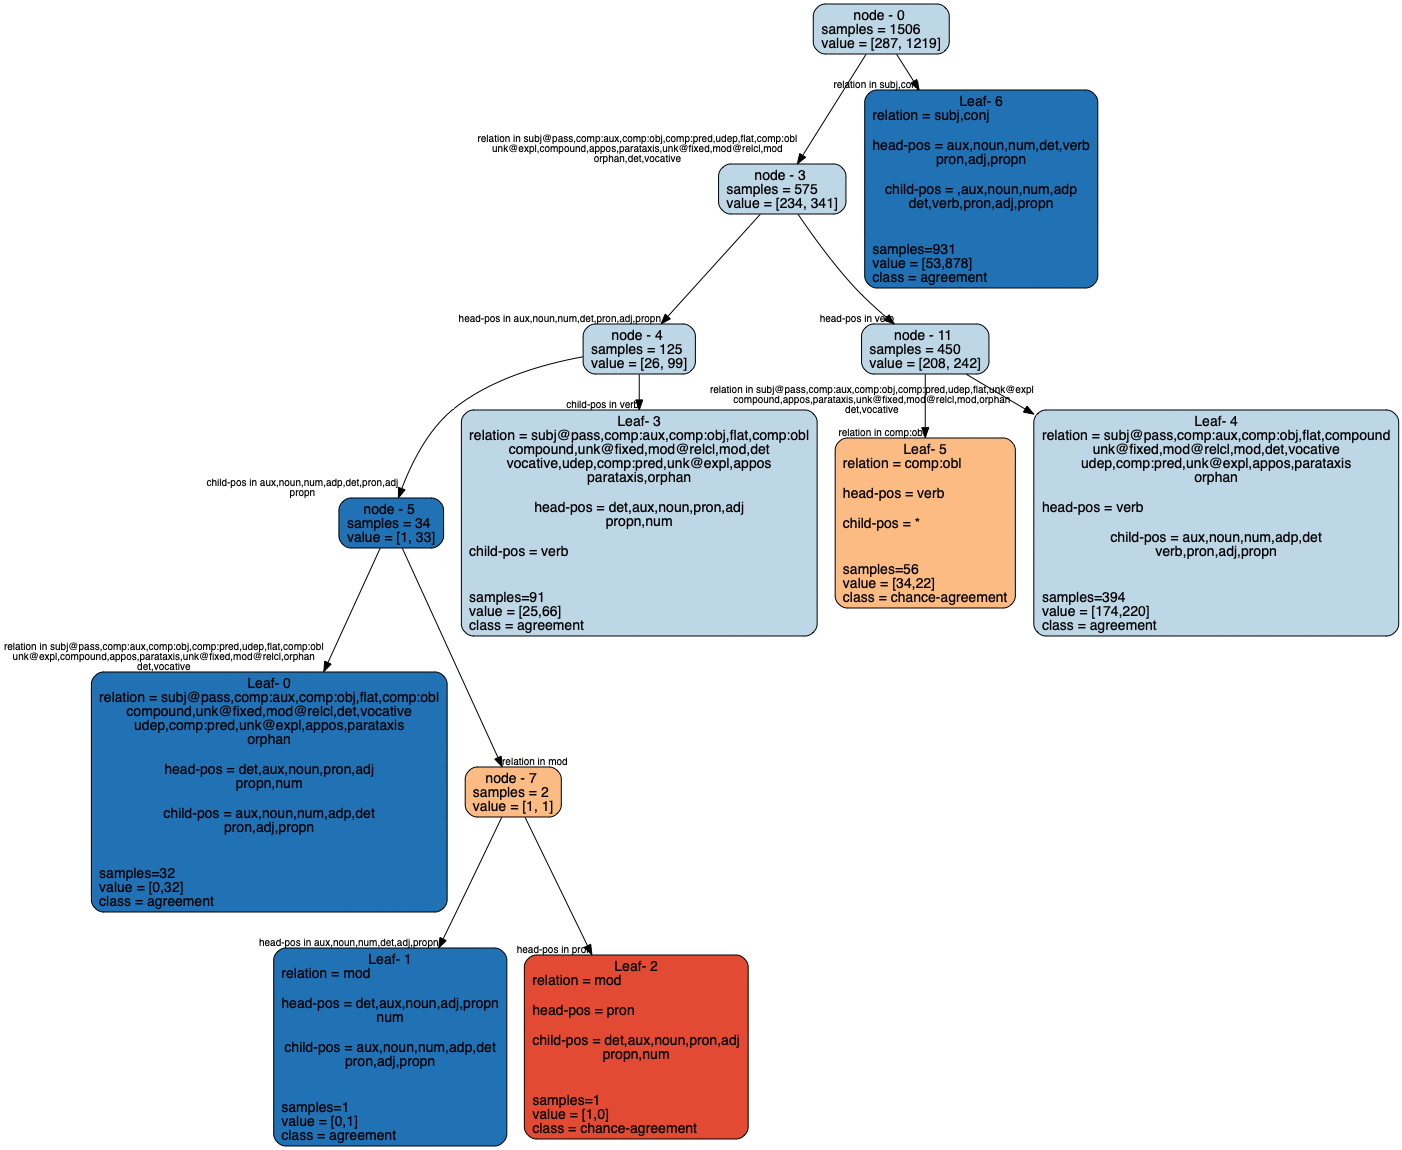 node - 0
samples = 1506
value = [287, 1219]
relation in subj,conj
Leaf- 6
relation = subj,conj
head-pos = aux,noun,num,det,verb
pron,adj,propn
child-pos = ,aux,noun,num,adp
det,verb,pron,adj,propn
samples=931
value = [53,878]
class = agreement
relation in subj@pass,comp:aux,comp:obj,comp:pred,udep,flat,comp:obl
unk@expl,compound,appos,parataxis,unk@fixed,mod@relcl,mod
orphan,det,vocative
node - 3
samples = 575
value = [234, 341]
head-pos in aux,noun,num,det,pron,adj,propn
node - 4
samples = 125
value = [26, 99]
head-pos in verb
node - 11
samples = 450
value = [208, 242]
child-pos in verb
Leaf- 3
relation = subj@pass,comp:aux,comp:obj,flat,comp:obl
compound,unk@fixed,mod@relcl,mod,det
vocative,udep,comp:pred,unk@expl,appos
parataxis,orphan
head-pos = det,aux,noun,pron,adj
propn,num
child-pos = verb
samples=91
value = [25,66]
class = agreement
relation in subj@pass,comp:aux,comp:obj,comp:pred,udep,flat,unk@expl
compound,appos,parataxis,unk@fixed,mod@relcl,mod,orphan
det,vocative
relation in comp:obl
Leaf- 5
relation = comp:obl
head-pos = verb
child-pos = *
samples=56
value = [34,22]
class = chance-agreement
Leaf- 4
relation = subj@pass,comp:aux,comp:obj,flat,compound
unk@fixed,mod@relcl,mod,det,vocative
udep,comp:pred,unk@expl,appos,parataxis
orphan
head-pos = verb
child-pos = aux,noun,num,adp,det
verb,pron,adj,propn
samples=394
value = [174,220]
class = agreement
child-pos in aux,noun,num,adp,det,pron,adj
propn
node - 5
samples = 34
value = [1, 33]
relation in subj@pass,comp:aux,comp:obj,comp:pred,udep,flat,comp:obl
unk@expl,compound,appos,parataxis,unk@fixed,mod@relcl,orphan
det,vocative
Leaf- 0
relation = subj@pass,comp:aux,comp:obj,flat,comp:obl
compound,unk@fixed,mod@relcl,det,vocative
udep,comp:pred,unk@expl,appos,parataxis
orphan
head-pos = det,aux,noun,pron,adj
propn,num
child-pos = aux,noun,num,adp,det
pron,adj,propn
samples=32
value = [0,32]
class = agreement
relation in mod
node - 7
samples = 2
value = [1, 1]
head-pos in aux,noun,num,det,adj,propn
Leaf- 1
relation = mod
head-pos = det,aux,noun,adj,propn
num
child-pos = aux,noun,num,adp,det
pron,adj,propn
samples=1
value = [0,1]
class = agreement
head-pos in pron
Leaf- 2
relation = mod
head-pos = pron
child-pos = det,aux,noun,pron,adj
propn,num
samples=1
value = [1,0]
class = chance-agreement